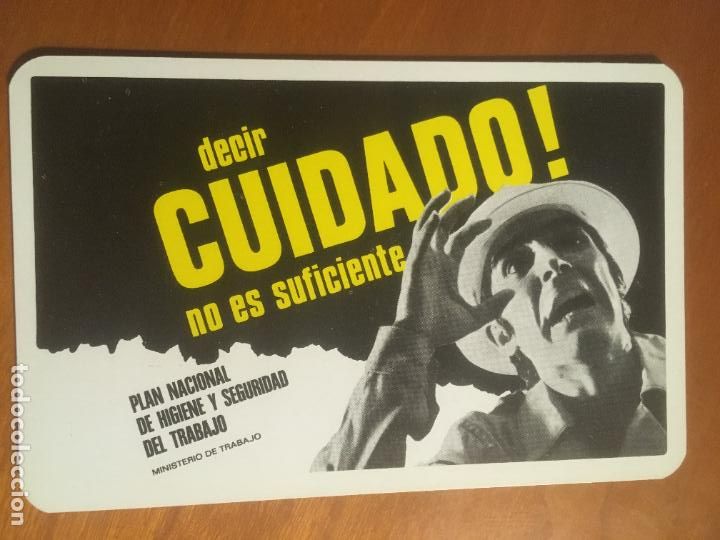 decir
CUIDADO!
no es suficiente
PLAN NACIONAL
DE HIGIENE Y SEGURIDAD
DEL TRABAJO
MINISTERIO DE TRABAJO
todocoleccion